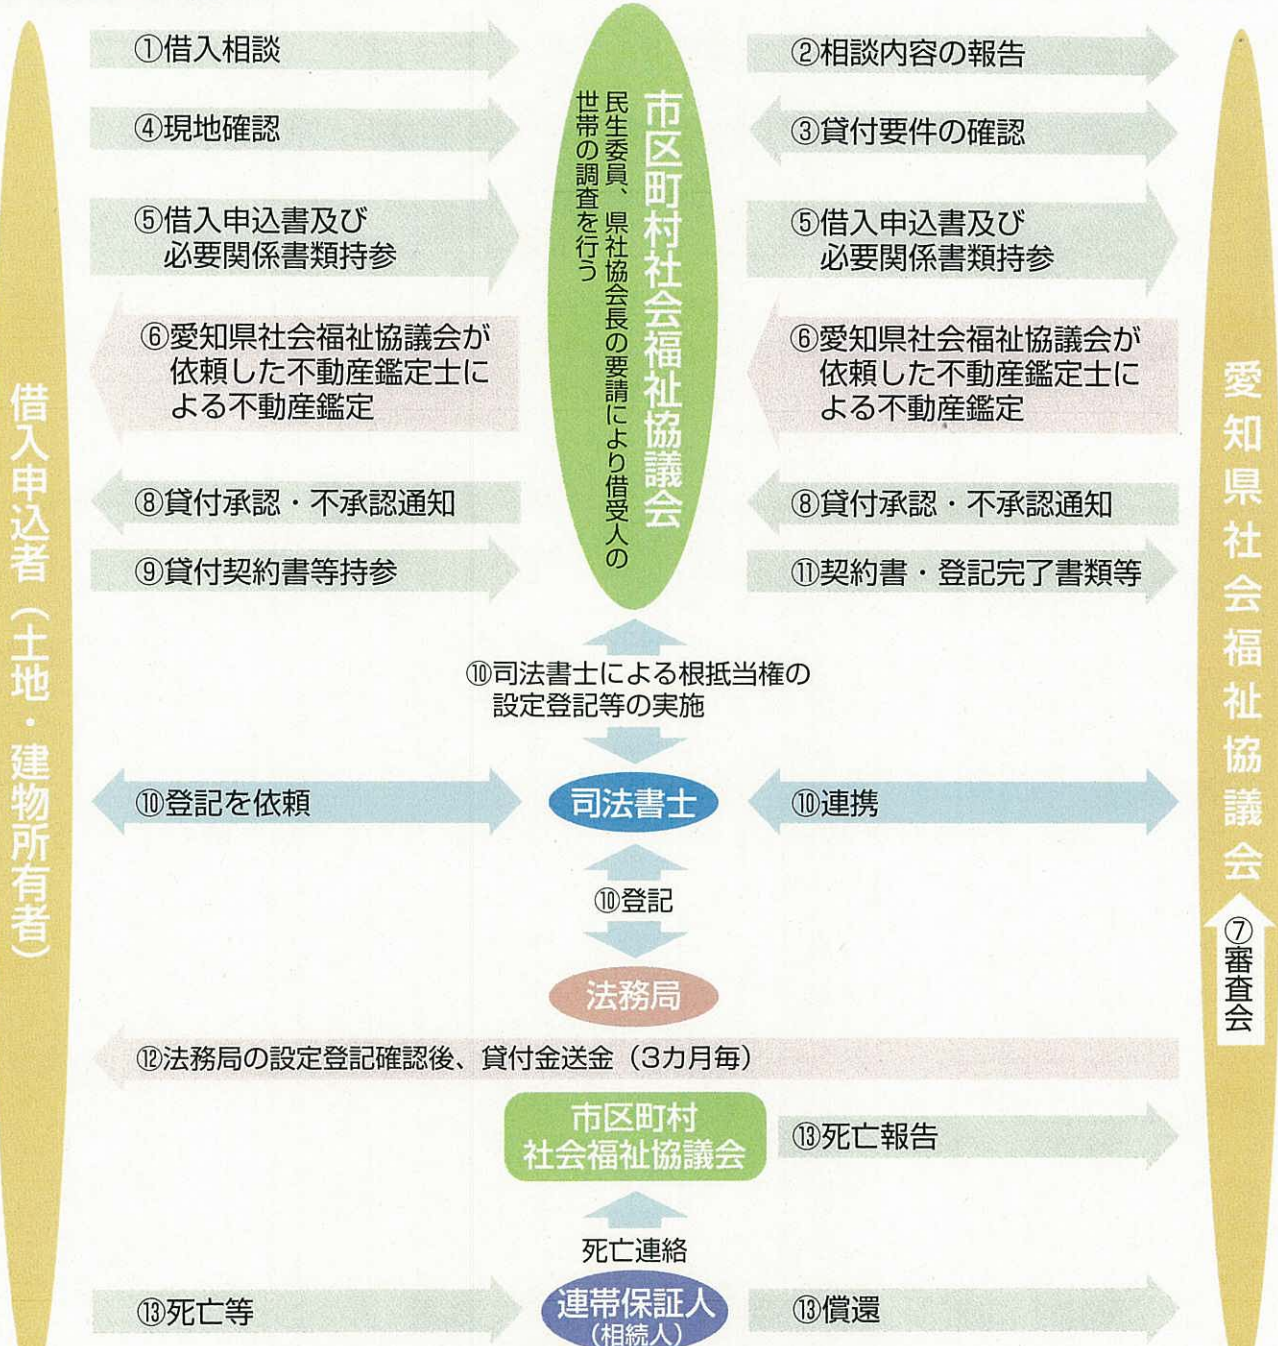 借入申込者（土地・建物所有者）
①借入相談
④現地確認
⑤借入申込書及び
必要関係書類持参
⑥愛知県社会福祉協議会が
依頼した不動産鑑定士に
よる不動産鑑定
⑧貸付承認・不承認通知
⑨貸付契約書等持参
市区町村社会福祉協議会
民生委員、県社協会長の要請により借受人の
世帯の調査を行う
②相談内容の報告
③貸付要件の確認
⑤借入申込書及び
必要関係書類持参
⑥愛知県社会福祉協議会が
依頼した不動産鑑定士に
よる不動産鑑定
⑧貸付承認・不承認通知
⑪契約書・登記完了書類等
愛知県社会福祉協議会
⑦審査会
⑩司法書士による根抵当権の
設定登記等の実施
⑩登記を依頼
司法書士
⑩連携
⑩登記
法務局
⑫法務局の設定登記確認後、貸付金送金（3カ月毎）
市区町村
社会福祉協議会
⑬死亡報告
死亡連絡
⑬死亡等
連帯保証人
（相続人）
⑬償還